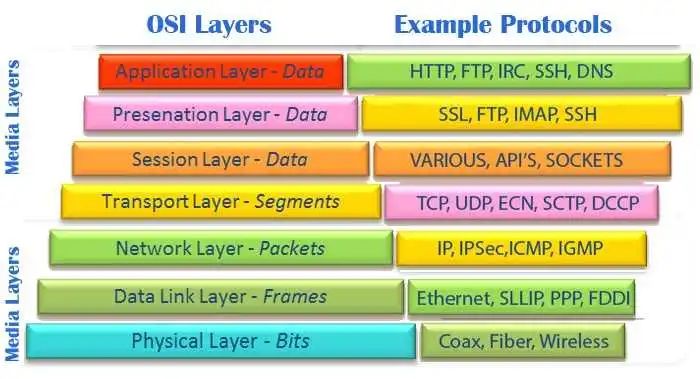 OSI Layers
Example Protocols
Media Layers
Application Layer - Data
HTTP, FTP, IRC, SSH, DNS
Presenation Layer - Data
SSL, FTP, IMAP, SSH
Session Layer - Data
VARIOUS, API'S, SOCKETS
Transport Layer - Segments
TCP, UDP, ECN, SCTP, DCCP
Media Layers
Network Layer - Packets
IP, IPSec,ICMP, IGMP
Data Link Layer - Frames
Ethernet, SLLIP, PPP, FDDI
Physical Layer - Bits
Coax, Fiber, Wireless